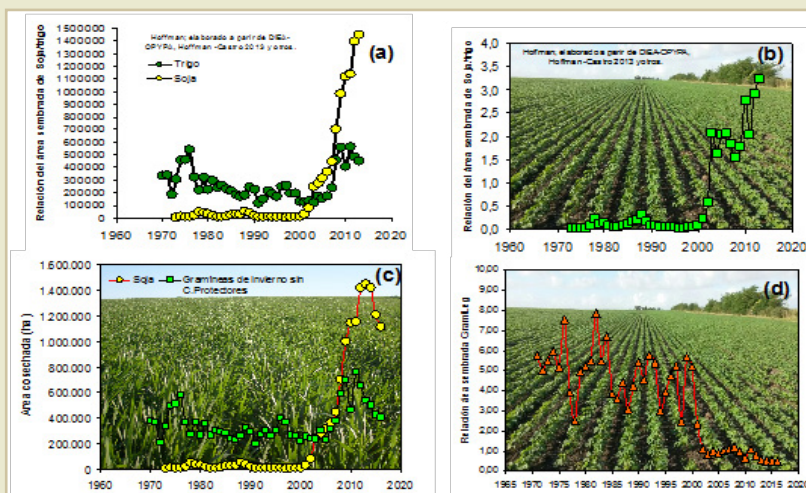 Hoffman; elaborado a garir de DIEA-
OPYPA, Hoffman -Castro 2013 y otros.
(a)
Trigo
Soja
Relación del área sembrada de Soja/trigo
1500000
1400000
1300000
1200000
1100000
1000000
900000
800000
700000
600000
500000
400000
300000
200000
100000
0
1960 1970 1980 1990 2000 2010 2020
Hoffman; elaborado a garir de DIEA-OPYPA,
Hoffman -Castro 2013 y otros.
(b)
Relación del área sembrada de Soja/trigo
4,0
3,5
3,0
2,5
2,0
1,5
1,0
0,5
0,0
1960 1970 1980 1990 2000 2010 2020
(c)
Soja
Gramíneas de Invierno sin
C.Protectores
Área cosechada (ha)
1.600.000
1.400.000
1.200.000
1.000.000
800.000
600.000
400.000
200.000
0
1960 1970 1980 1990 2000 2010 2020
(d)
Relación área sembrada Gram/Leg
10,00
9,00
8,00
7,00
6,00
5,00
4,00
3,00
2,00
1,00
0,00
1965 1970 1975 1980 1985 1990 1995 2000 2005 2010 2015 2020